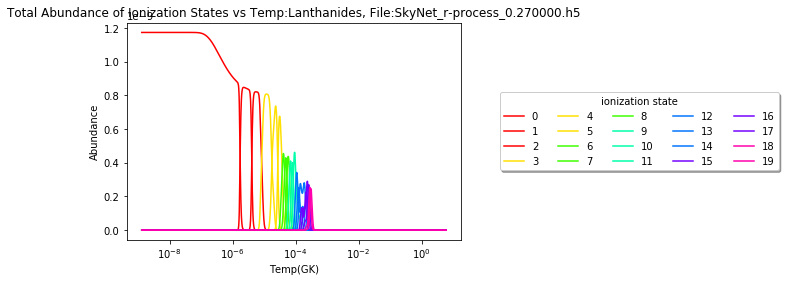 Total Abundance of Ionization States vs Temp:Lanthanides, File:SkyNet_r-process_0.270000.h5
1.2
1.0
0.8
0.6
0.4
0.2
0.0
Abundance
10⁻⁸ 10⁻⁶ 10⁻⁴ 10⁻² 10⁰
Temp(GK)
ionization state
0 4 8 12 16
1 5 9 13 17
2 6 10 14 18
3 7 11 15 19